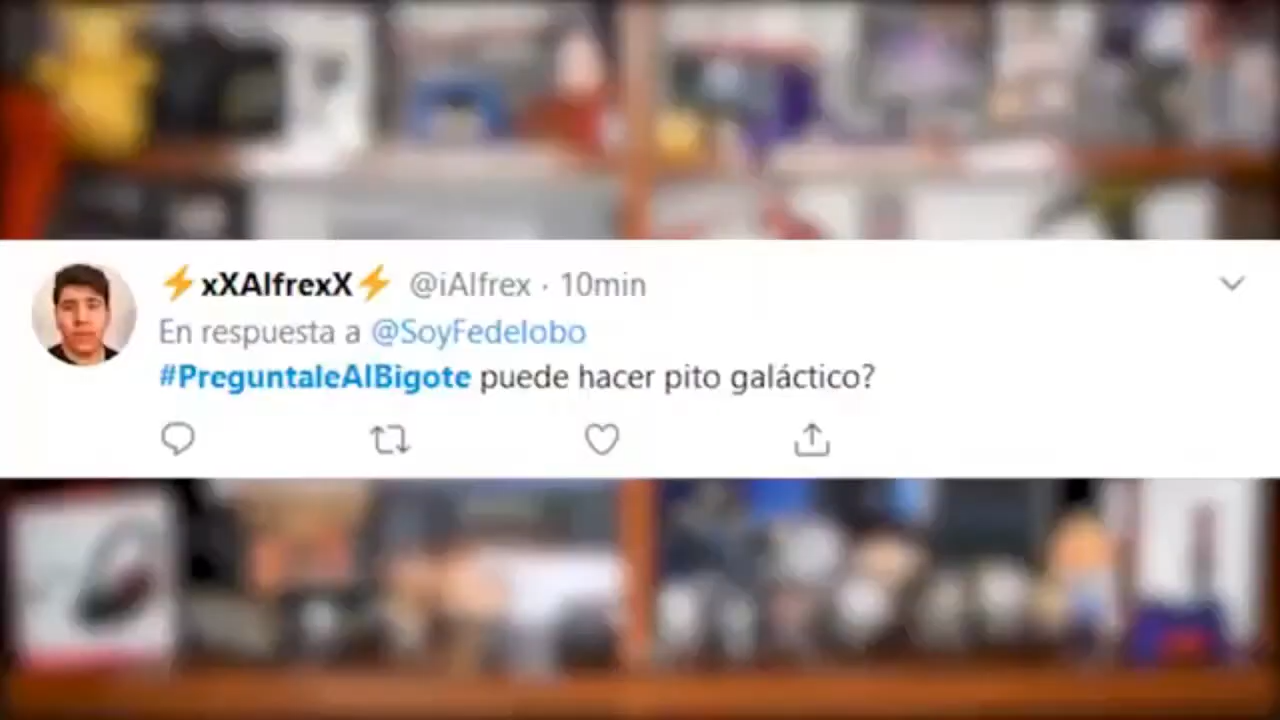 ⚡xXAlfrexX⚡ @iAlfrex · 10min
En respuesta a @SoyFedelobo
#PreguntaleAlBigote puede hacer pito galáctico?